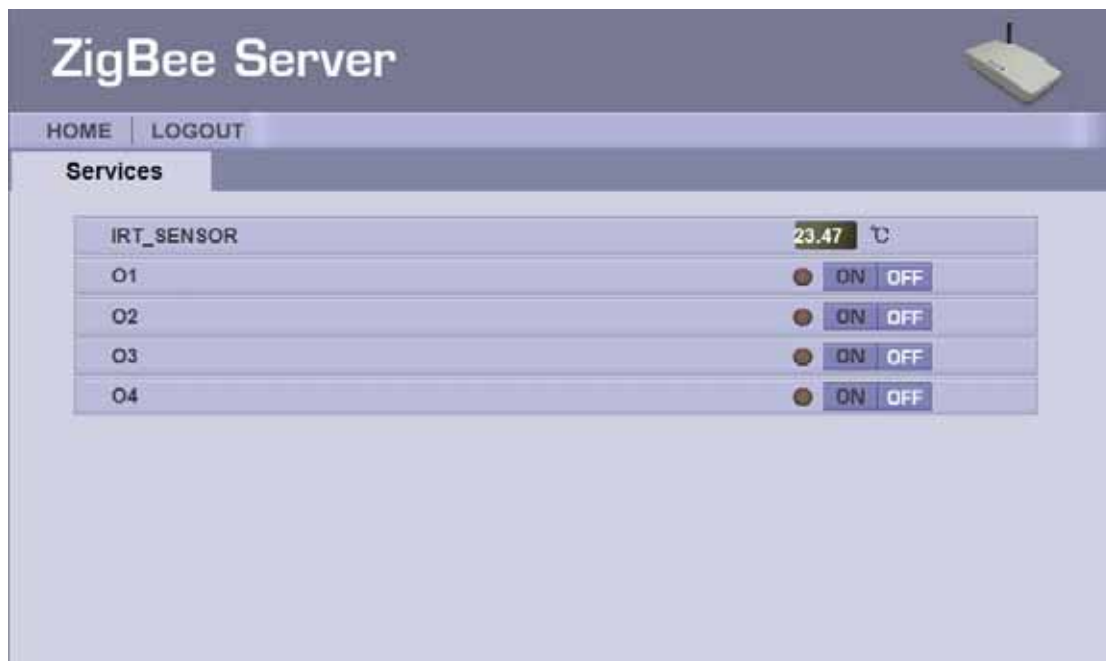 ZigBee Server
HOME | LOGOUT
Services
IRT_SENSOR 23.47 ℃
O1 ON OFF
O2 ON OFF
O3 ON OFF
O4 ON OFF